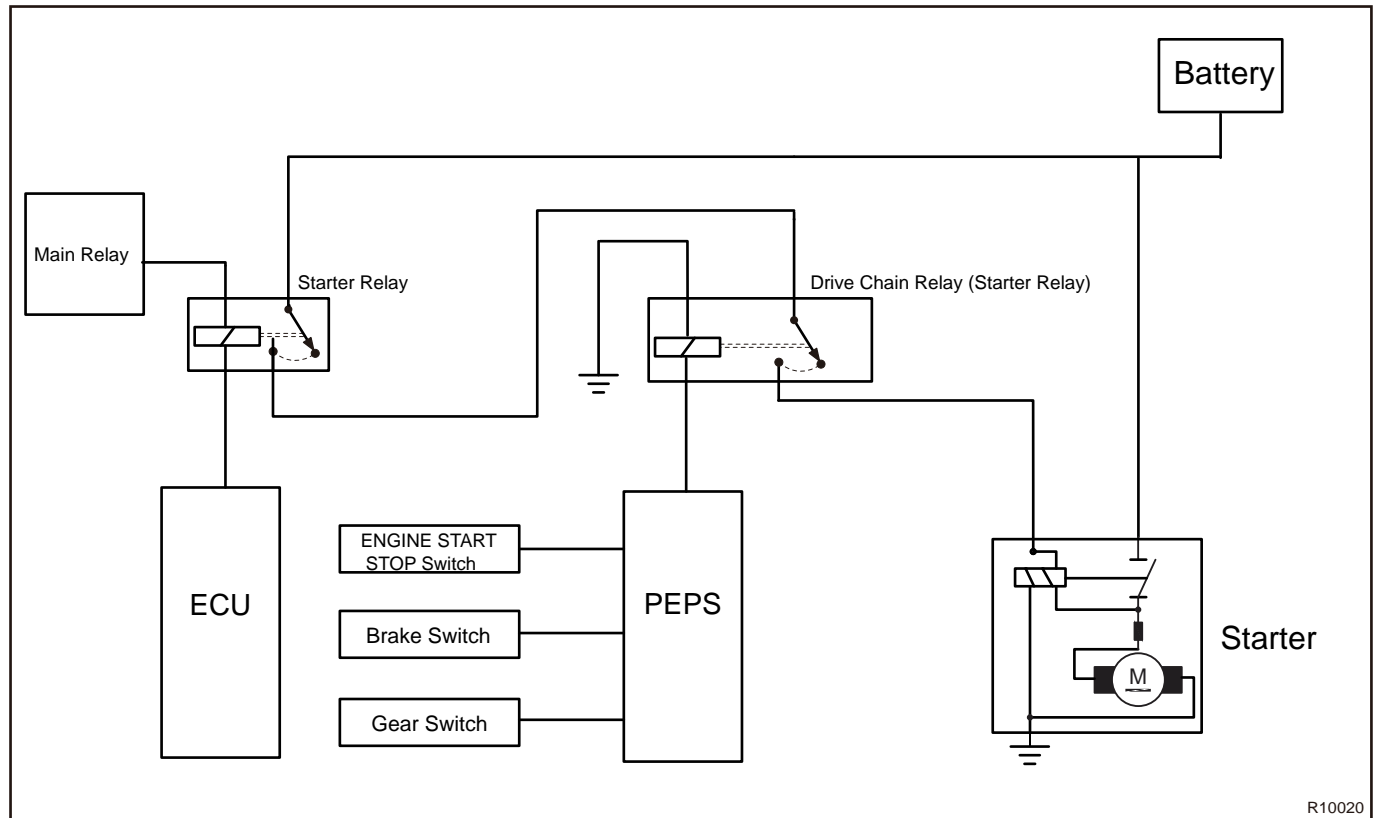 Battery
Main Relay
Starter Relay
Drive Chain Relay (Starter Relay)
ENGINE START
STOP Switch
ECU
PEPS
Brake Switch
Gear Switch
Starter
M
R10020